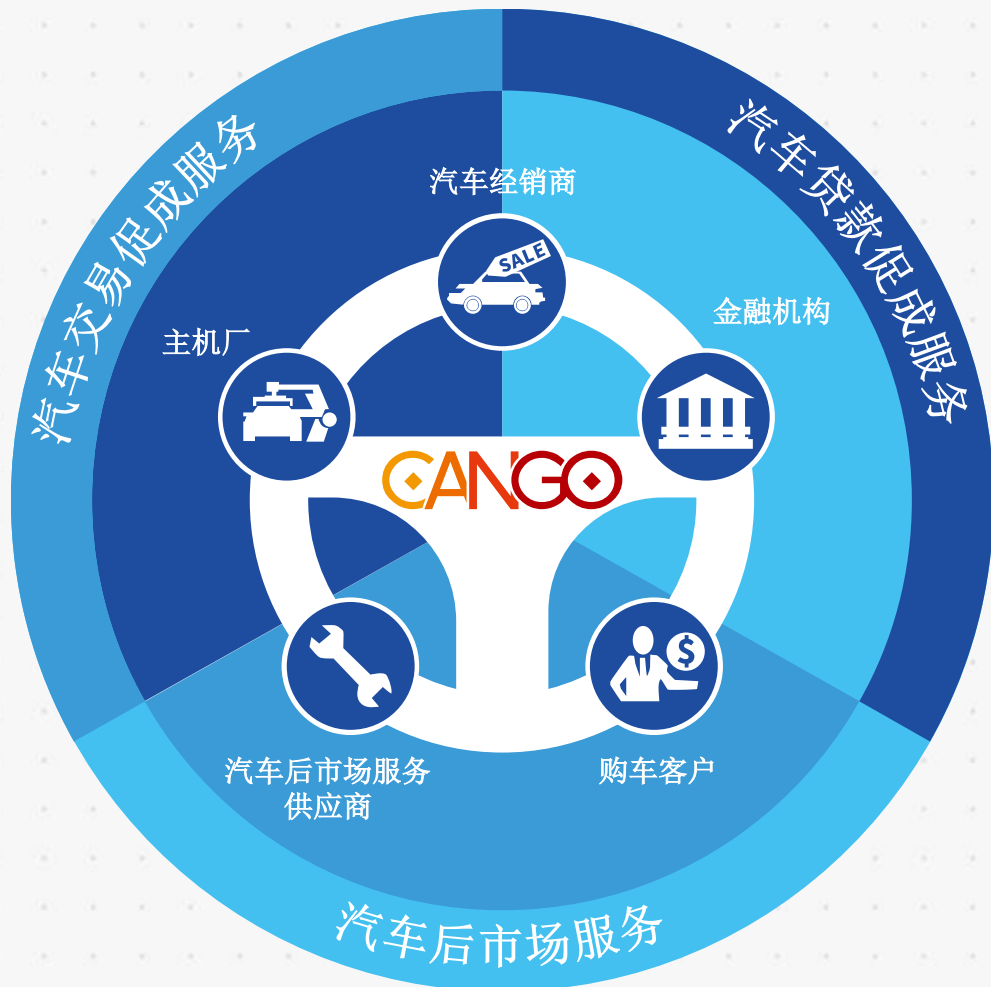 汽车交易促成服务
汽车贷款促成服务
汽车经销商
SALE
主机厂
金融机构
CANGO
$
汽车后市场服务
供应商
购车客户
汽车后市场服务